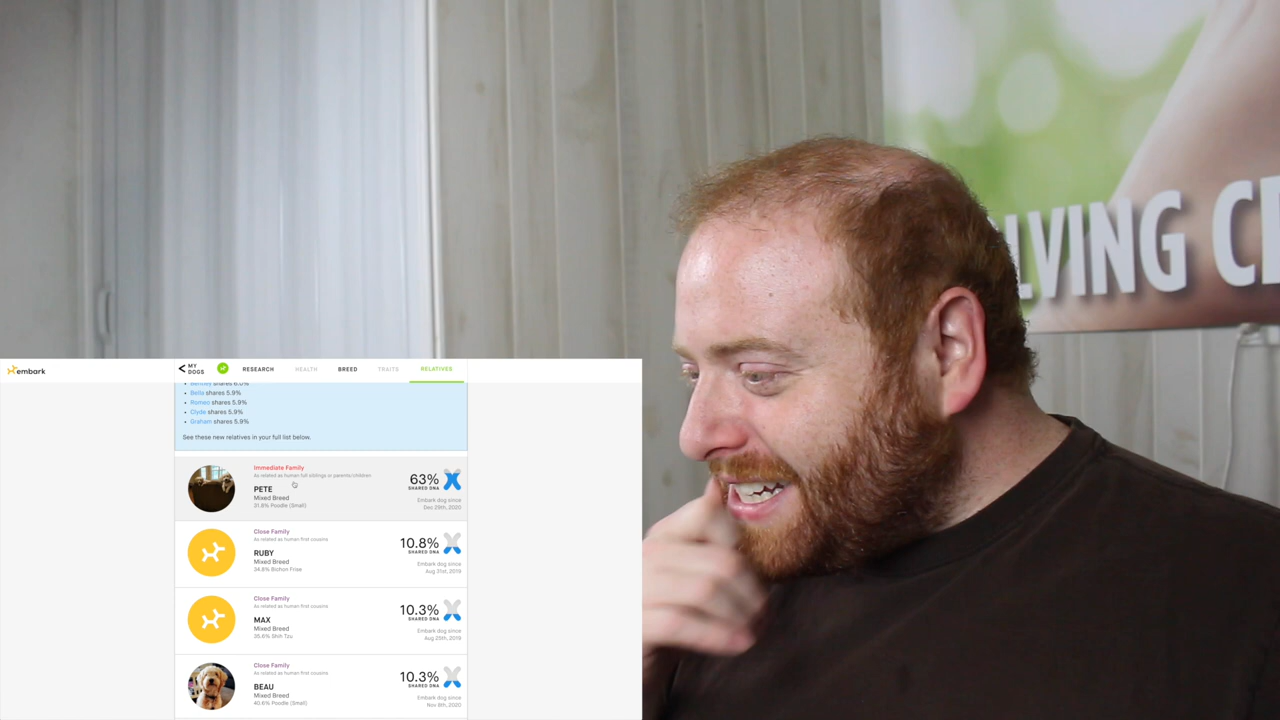 LVING C
embark
MY DOGS
RESEARCH
HEALTH
BREED
TRAITS
RELATIVES
Bentley shares 6.0%
• Bella shares 5.9%
• Romeo shares 5.9%
• Clyde shares 5.9%
• Graham shares 5.9%
See these new relatives in your full list below.
Immediate Family
As related as human full siblings or parents/children
PETE
Mixed Breed
31.8% Poodle (Small)
63%
SHARED DNA
Embark dog since
Dec 29th, 2020
Close Family
As related as human first cousins
RUBY
Mixed Breed
34.8% Bichon Frise
10.8%
SHARED DNA
Embark dog since
Aug 31st, 2019
Close Family
As related as human first cousins
MAX
Mixed Breed
35.6% Shih Tzu
10.3%
SHARED DNA
Embark dog since
Aug 25th, 2019
Close Family
As related as human first cousins
BEAU
Mixed Breed
40.6% Poodle (Small)
10.3%
SHARED DNA
Embark dog since
Nov 8th, 2020